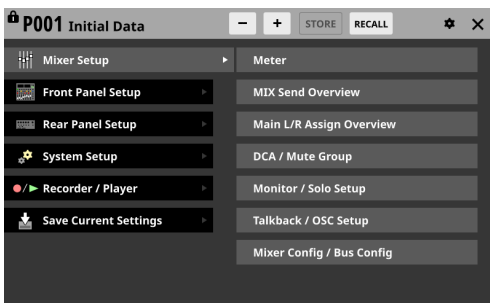 P001 Initial Data - + STORE RECALL
Mixer Setup
Front Panel Setup
Rear Panel Setup
System Setup
Recorder / Player
Save Current Settings
Meter
MIX Send Overview
Main L/R Assign Overview
DCA / Mute Group
Monitor / Solo Setup
Talkback / OSC Setup
Mixer Config / Bus Config